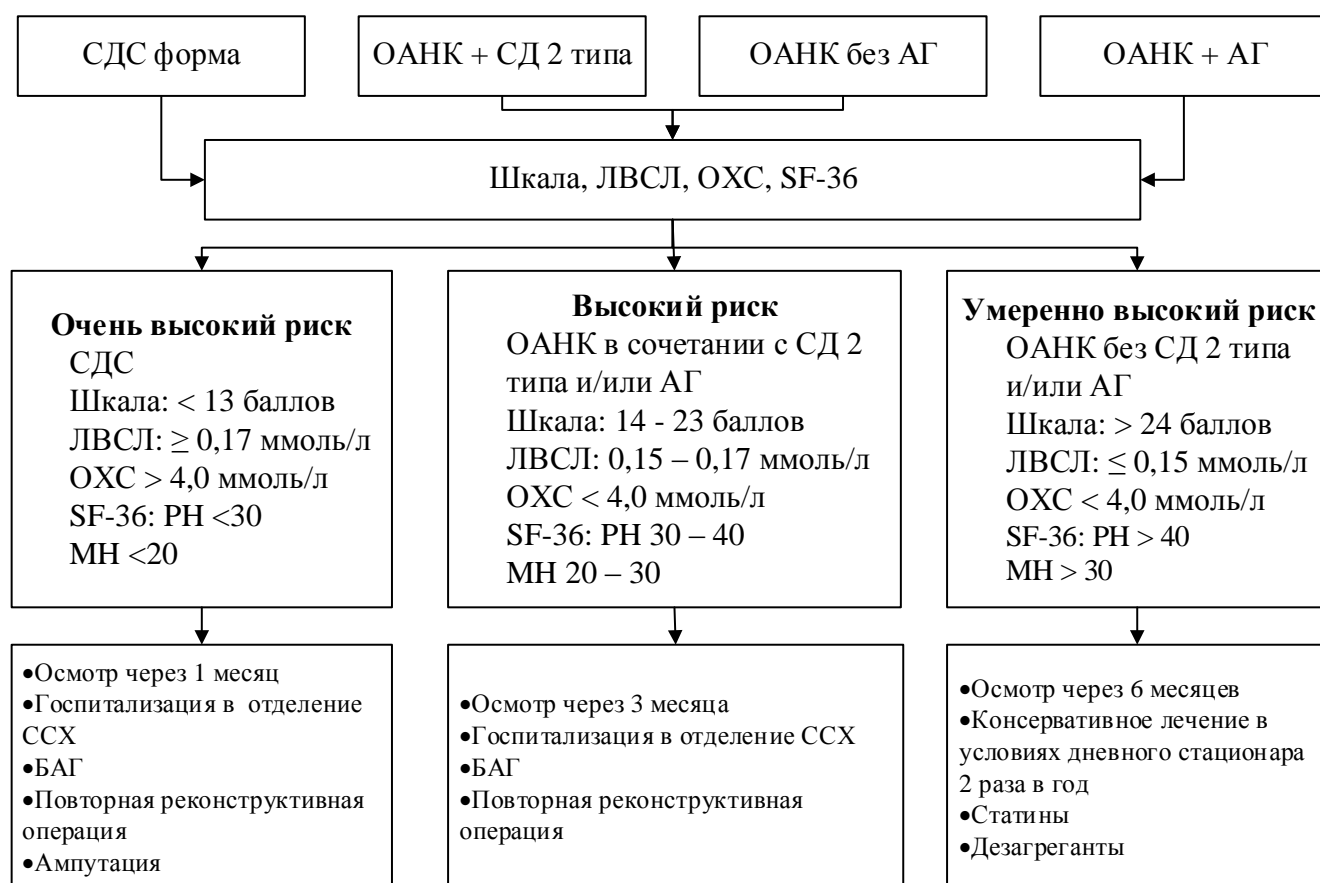 СДС форма
ОАНК + СД 2 типа
ОАНК без АГ
ОАНК + АГ
Шкала, ЛВСЛ, ОХС, SF-36
Очень высокий риск
СДС
Шкала: < 13 баллов
ЛВСЛ: ≥ 0,17 ммоль/л
ОХС > 4,0 ммоль/л
SF-36: PH <30
MH <20
Высокий риск
ОАНК в сочетании с СД 2
типа и/или АГ
Шкала: 14 - 23 баллов
ЛВСЛ: 0,15 – 0,17 ммоль/л
ОХС < 4,0 ммоль/л
SF-36: PH 30 – 40
MH 20 – 30
Умеренно высокий риск
ОАНК без СД 2 типа
и/или АГ
Шкала: > 24 баллов
ЛВСЛ: ≤ 0,15 ммоль/л
ОХС < 4,0 ммоль/л
SF-36: PH > 40
MH > 30
•Осмотр через 1 месяц
•Госпитализация в отделение
ССХ
•БАГ
•Повторная реконструктивная
операция
•Ампутация
•Осмотр через 3 месяца
•Госпитализация в отделение ССХ
•БАГ
•Повторная реконструктивная
операция
•Осмотр через 6 месяцев
•Консервативное лечение в
условиях дневного стационара
2 раза в год
•Статины
•Дезагреганты